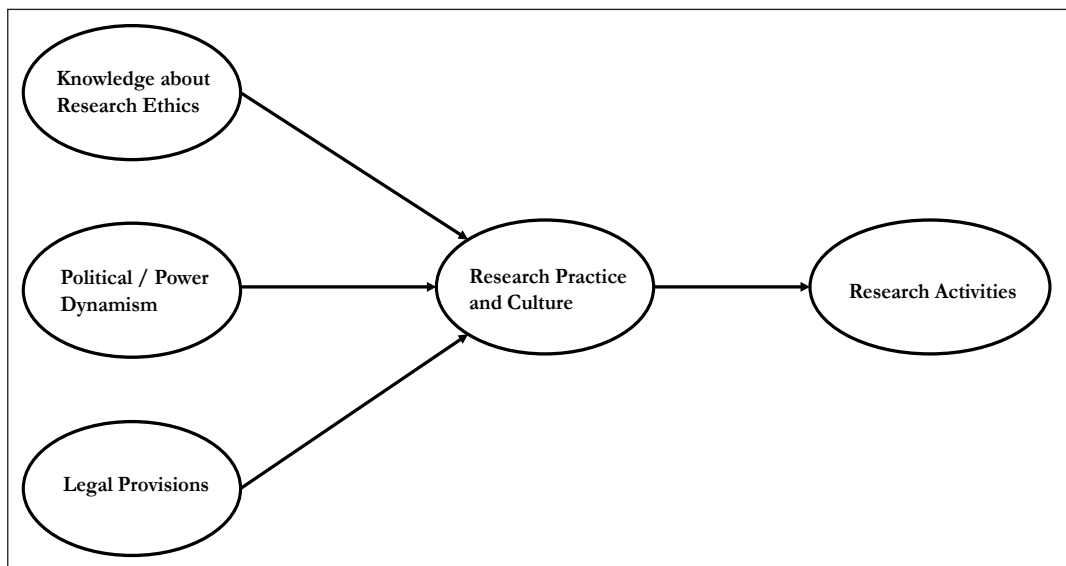 Knowledge about
Research Ethics
Political / Power
Dynamism
Legal Provisions
Research Practice
and Culture
Research Activities